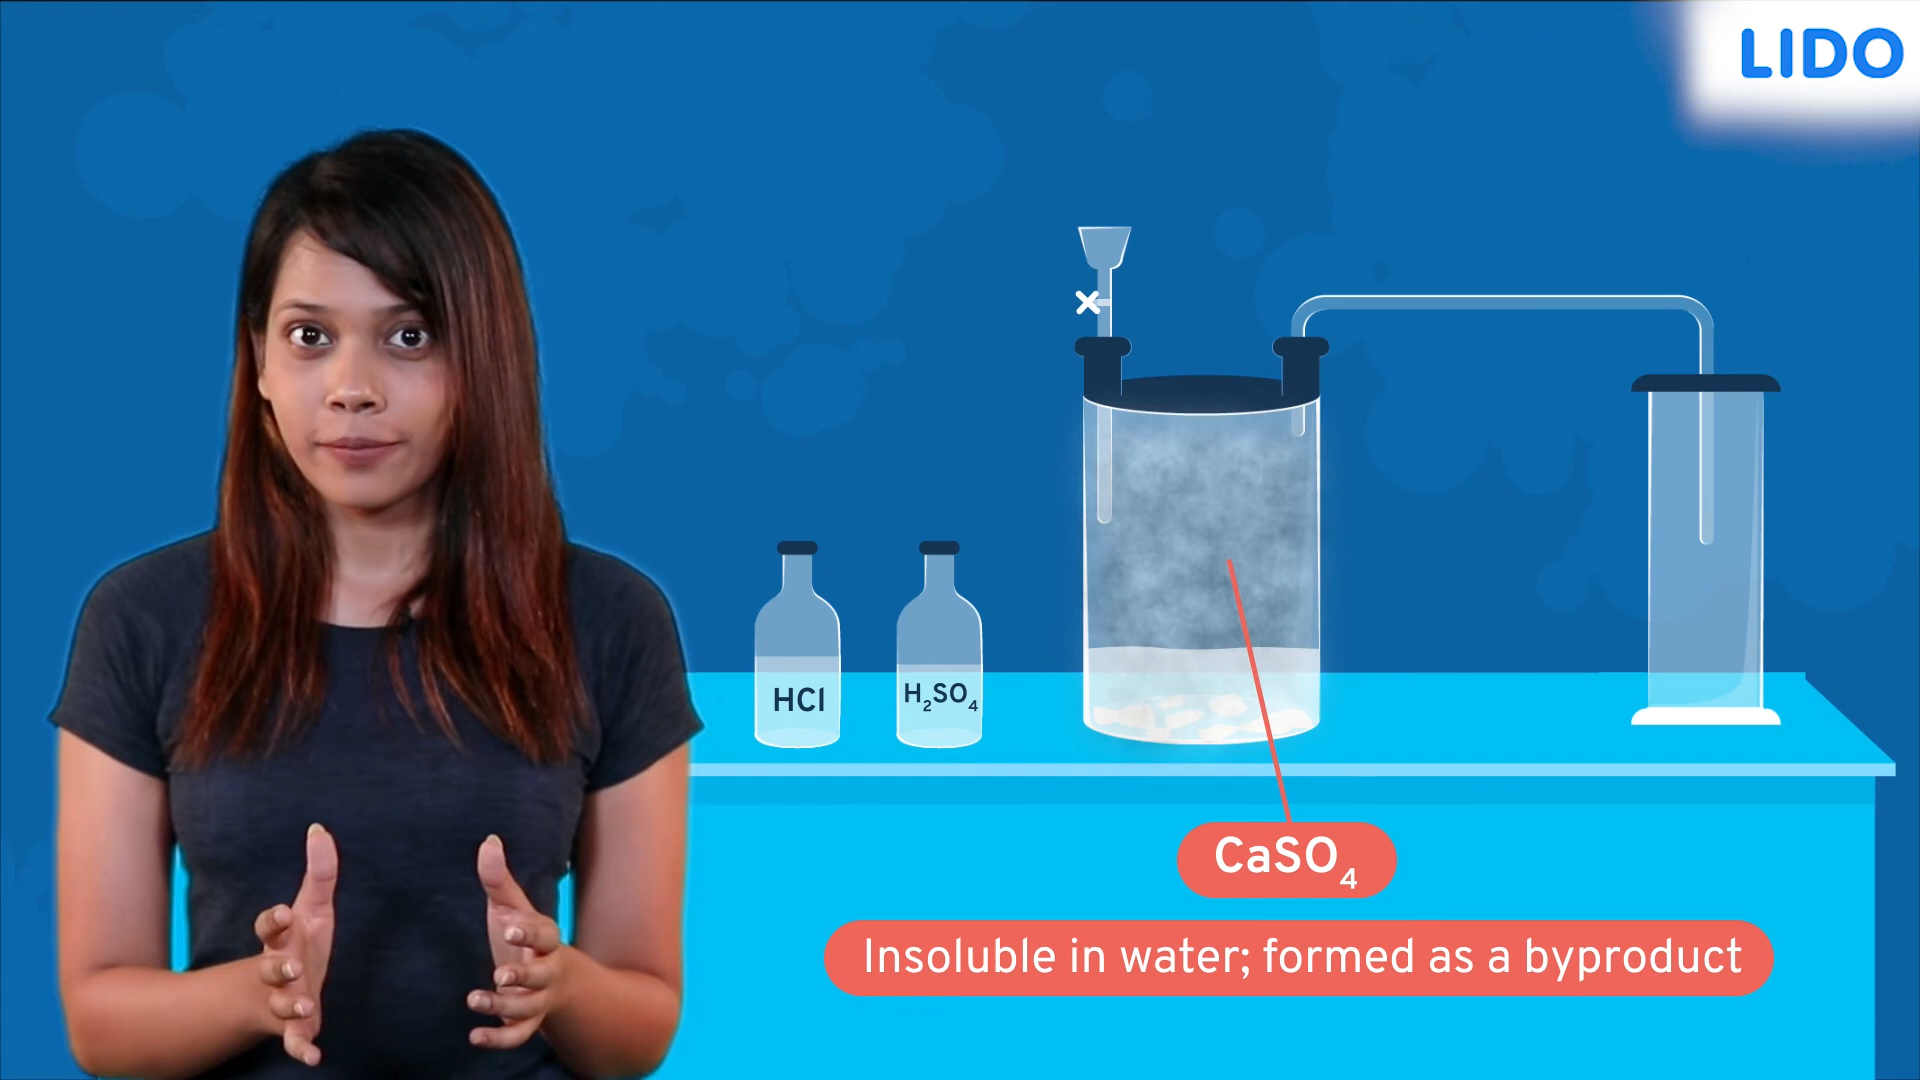 LIDO
HCl
H₂SO₄
CaSO₄
Insoluble in water; formed as a byproduct